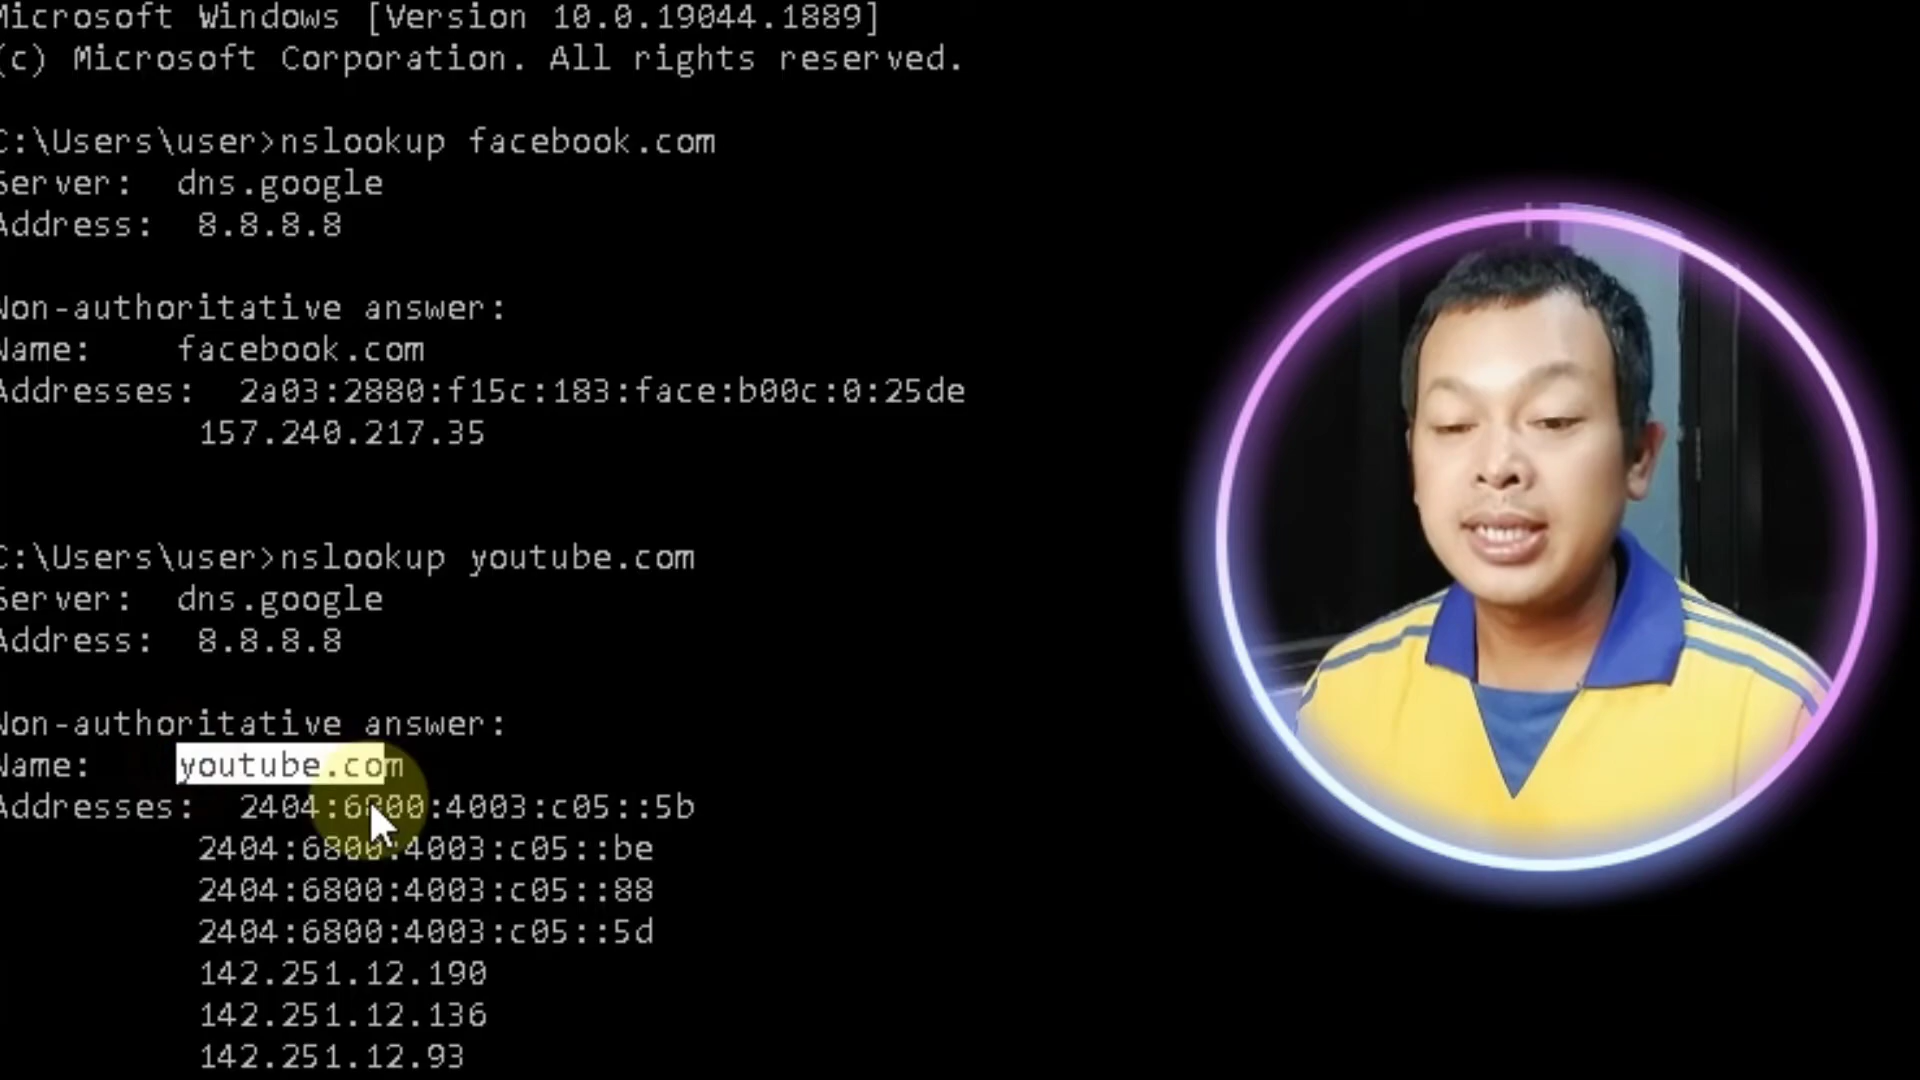 Microsoft Windows [Version 10.0.19044.1889]
(c) Microsoft Corporation. All rights reserved.
C:\Users\user>nslookup facebook.com
Server:  dns.google
Address:  8.8.8.8
Non-authoritative answer:
Name:    facebook.com
Addresses:  2a03:2880:f15c:183:face:b00c:0:25de
157.240.217.35
C:\Users\user>nslookup youtube.com
Server:  dns.google
Address:  8.8.8.8
Non-authoritative answer:
Name:    youtube.com
Addresses:  2404:6800:4003:c05::5b
2404:6800:4003:c05::be
2404:6800:4003:c05::88
2404:6800:4003:c05::5d
142.251.12.190
142.251.12.136
142.251.12.93